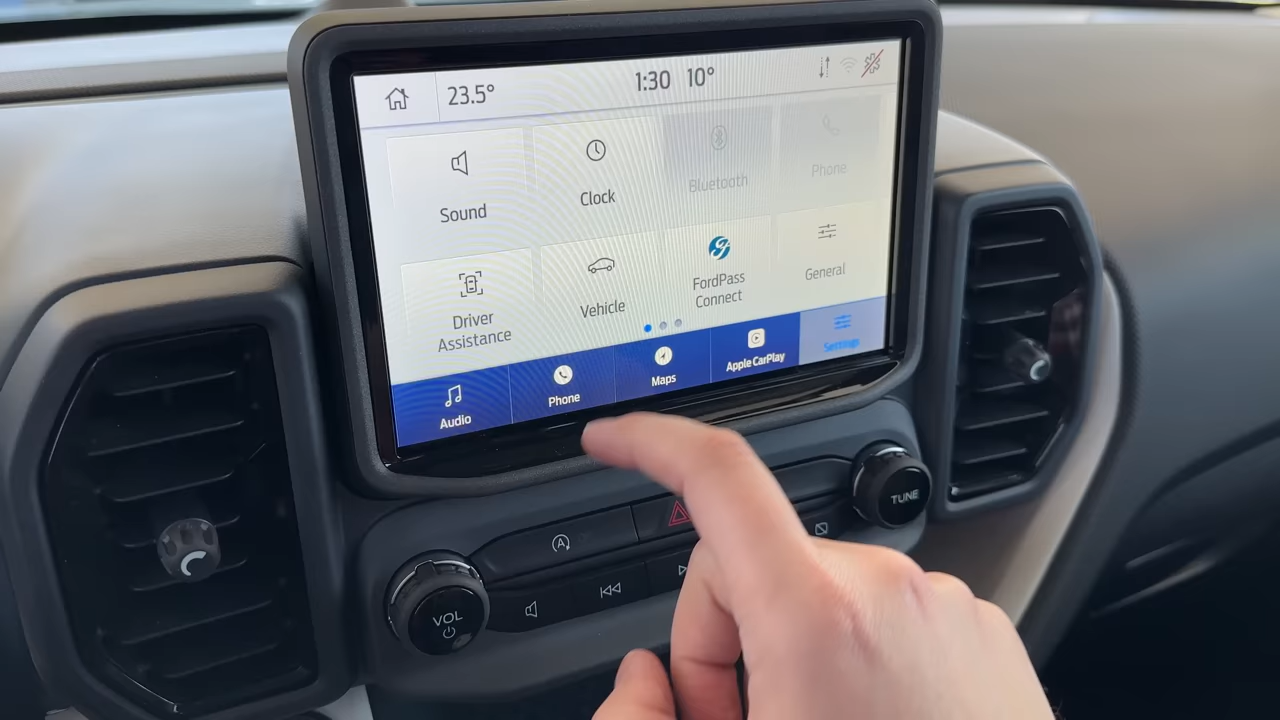 23.5°
1:30 10°
Sound
Clock
Bluetooth
Phone
Driver
Assistance
Vehicle
FordPass
Connect
General
Audio
Phone
Maps
Apple CarPlay
Settings
VOL
TUNE
A